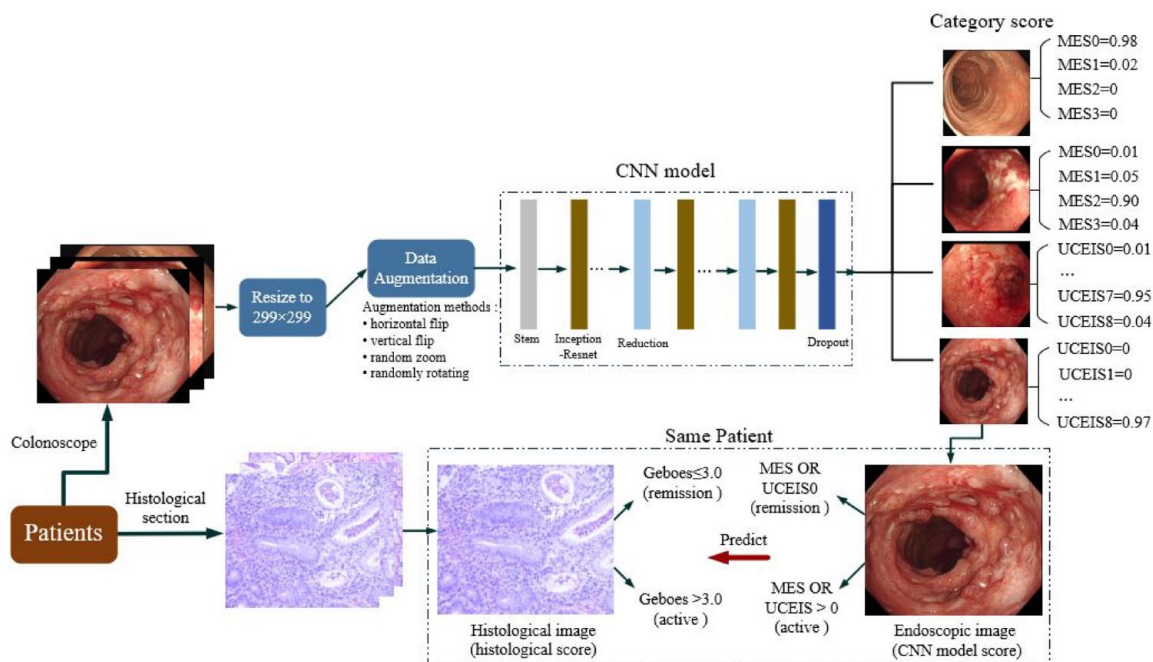 Category score
MES0=0.98
MES1=0.02
MES2=0
MES3=0
MES0=0.01
MES1=0.05
MES2=0.90
MES3=0.04
UCEIS0=0.01
...
UCEIS7=0.95
UCEIS8=0.04
UCEIS0=0
UCEIS1=0
...
UCEIS8=0.97
CNN model
Stem
Inception
-Resnet
Reduction
Dropout
...
...
Data
Augmentation
Augmentation methods :
• horizontal flip
• vertical flip
• random zoom
• randomly rotating
Resize to
299×299
Colonoscope
Patients
Histological
section
Same Patient
Geboes≤3.0
(remission )
MES OR
UCEIS0
(remission )
Predict
Geboes >3.0
(active )
MES OR
UCEIS > 0
(active )
Histological image
(histological score)
Endoscopic image
(CNN model score)